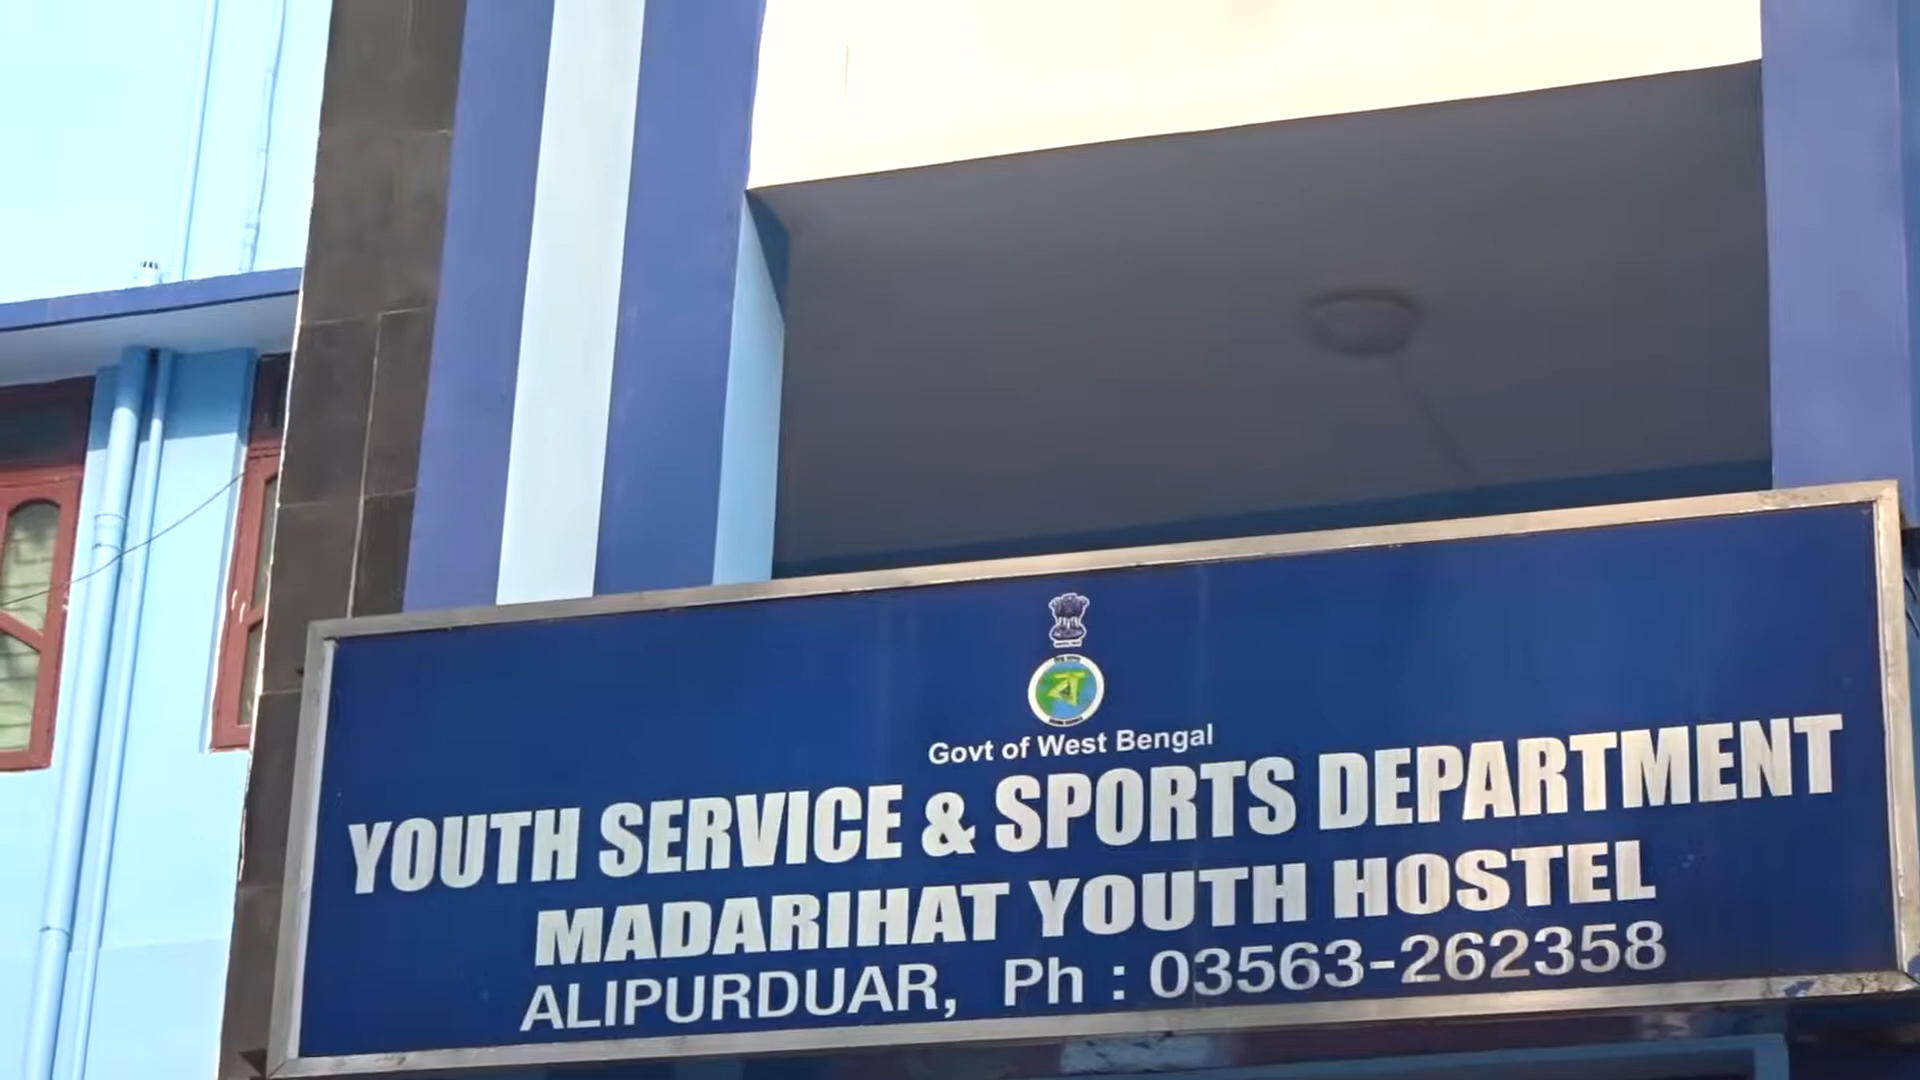 Govt of West Bengal
YOUTH SERVICE & SPORTS DEPARTMENT
MADARIHAT YOUTH HOSTEL
ALIPURDUAR, Ph : 03563-262358